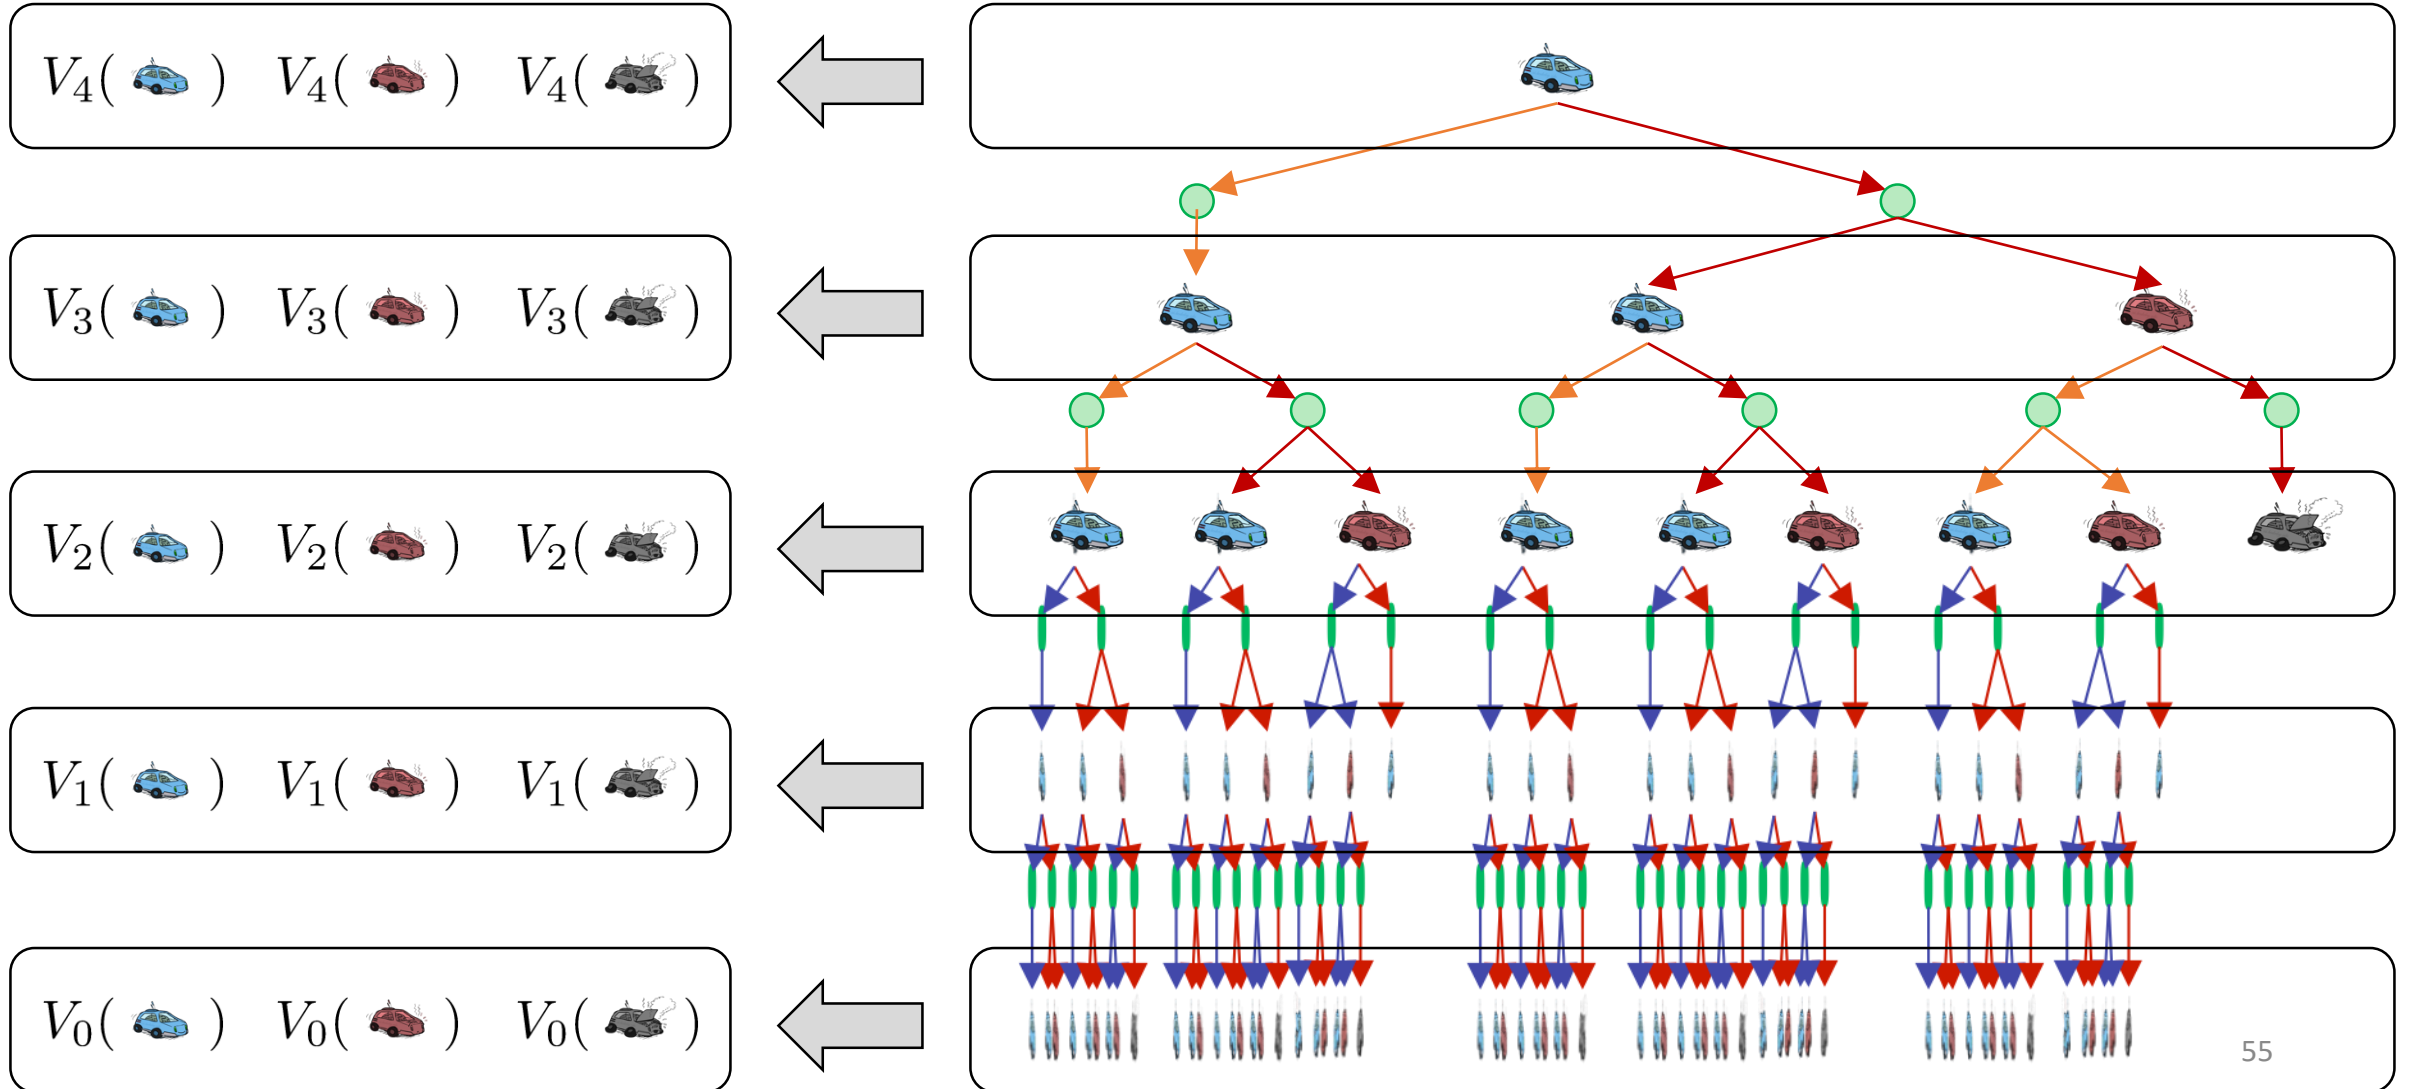 V4( ) V4( ) V4( )
V3( ) V3( ) V3( )
V2( ) V2( ) V2( )
V1( ) V1( ) V1( )
V0( ) V0( ) V0( )
55